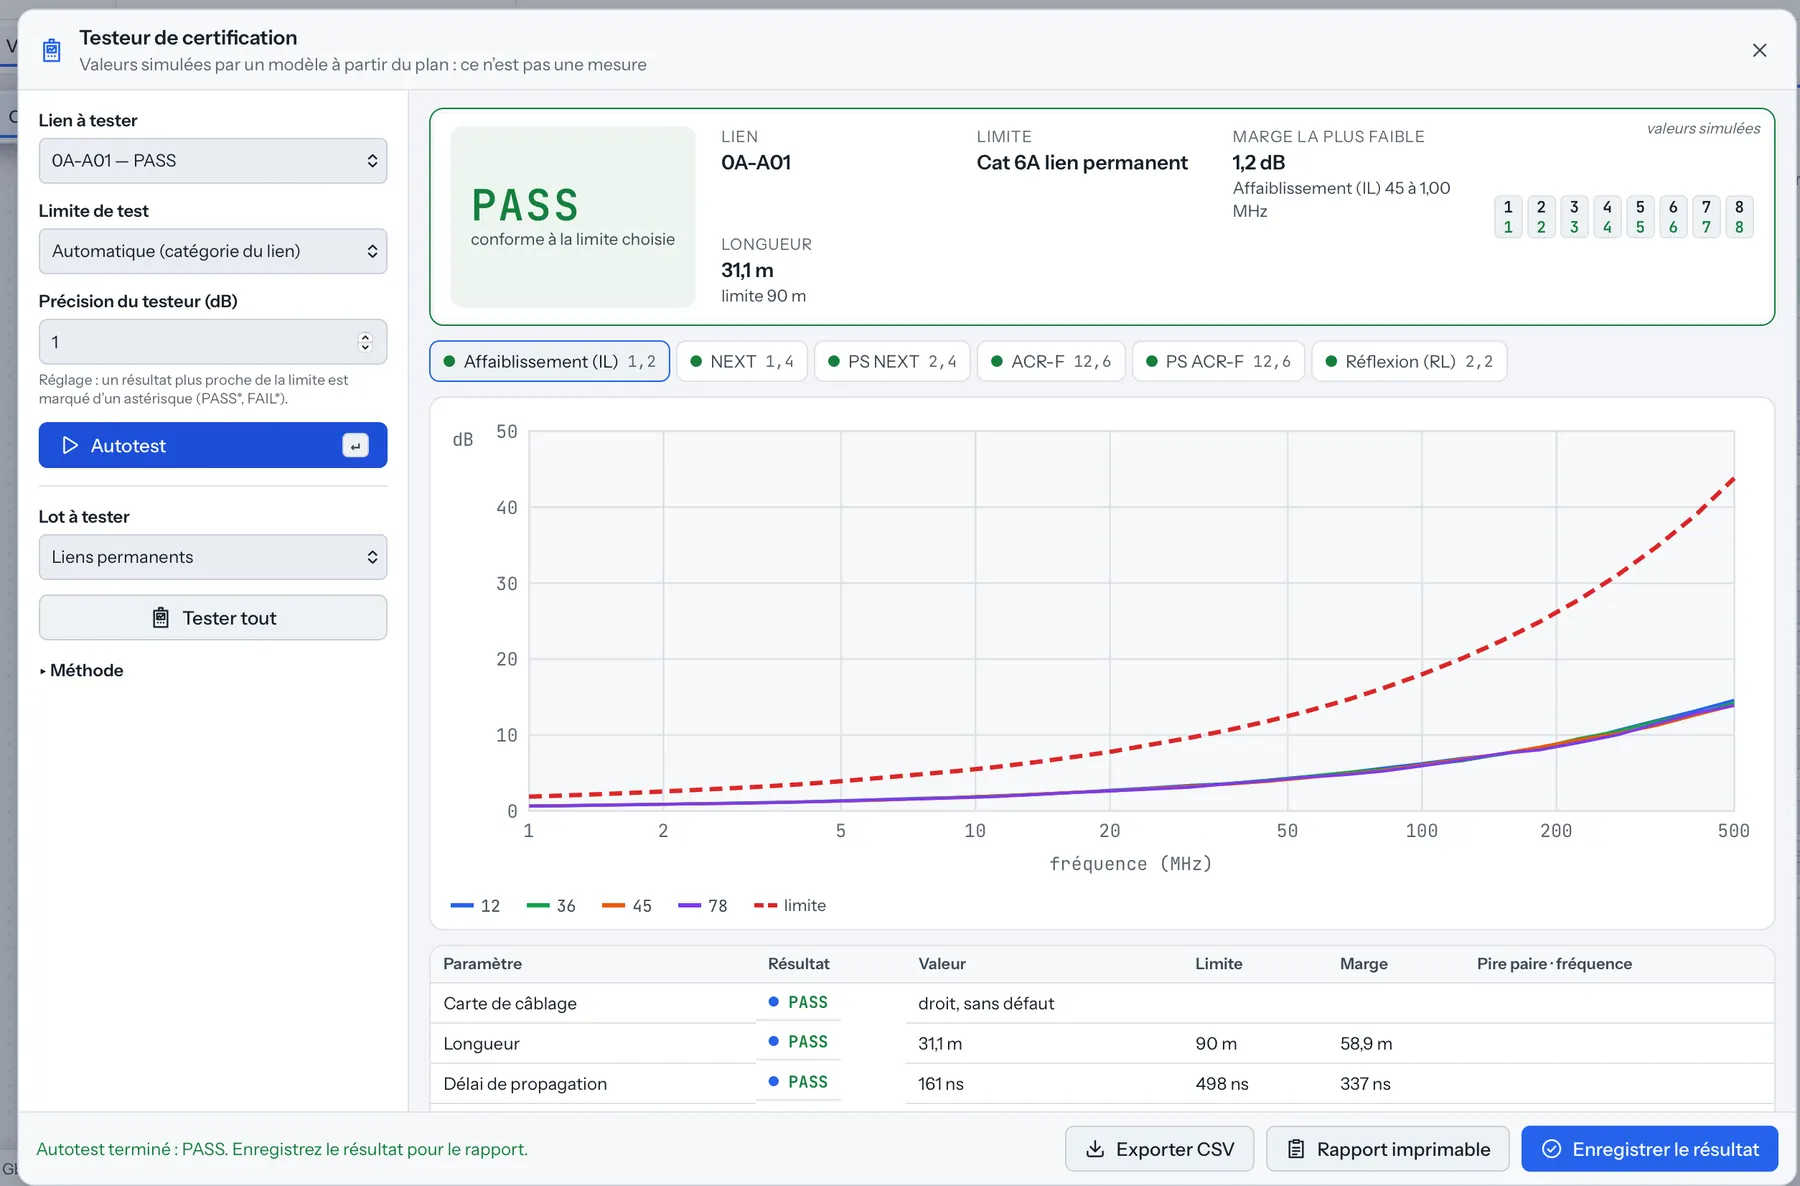 Testeur de certification
Valeurs simulées par un modèle à partir du plan : ce n'est pas une mesure
Lien à tester
0A-A01 — PASS
Limite de test
Automatique (catégorie du lien)
Précision du testeur (dB)
1
Réglage : un résultat plus proche de la limite est
marqué d'un astérisque (PASS*, FAIL*).
Autotest
Lot à tester
Liens permanents
Tester tout
Méthode
valeurs simulées
PASS
conforme à la limite choisie
LIEN
0A-A01
LIMITE
Cat 6A lien permanent
MARGE LA PLUS FAIBLE
1,2 dB
Affaiblissement (IL) 45 à 1,00
MHz
LONGUEUR
31,1 m
limite 90 m
1 2 3 4 5 6 7 8
1 2 3 4 5 6 7 8
Affaiblissement (IL) 1,2
NEXT 1,4
PS NEXT 2,4
ACR-F 12,6
PS ACR-F 12,6
Réflexion (RL) 2,2
dB
50
40
30
20
10
0
1 2 5 10 20 50 100 200 500
fréquence (MHz)
12 36 45 78 limite
Paramètre Résultat Valeur Limite Marge Pire paire · fréquence
Carte de câblage PASS droit, sans défaut
Longueur PASS 31,1 m 90 m 58,9 m
Délai de propagation PASS 161 ns 498 ns 337 ns
Autotest terminé : PASS. Enregistrez le résultat pour le rapport.
Exporter CSV
Rapport imprimable
Enregistrer le résultat